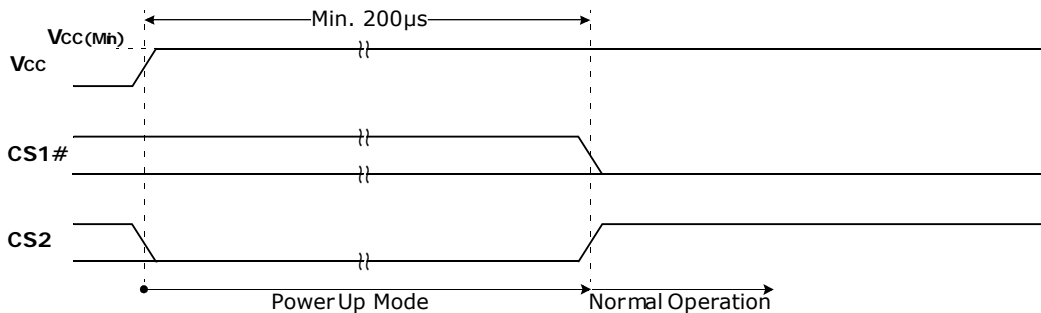 Min. 200µs
VCC(Min)
VCC
CS1#
CS2
Power Up Mode
Normal Operation